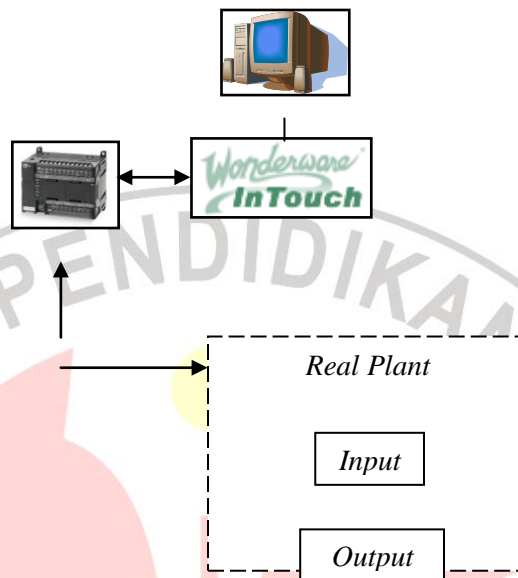 Wonderware®
InTouch
PENDIDIKAN
Real Plant
Input
Output